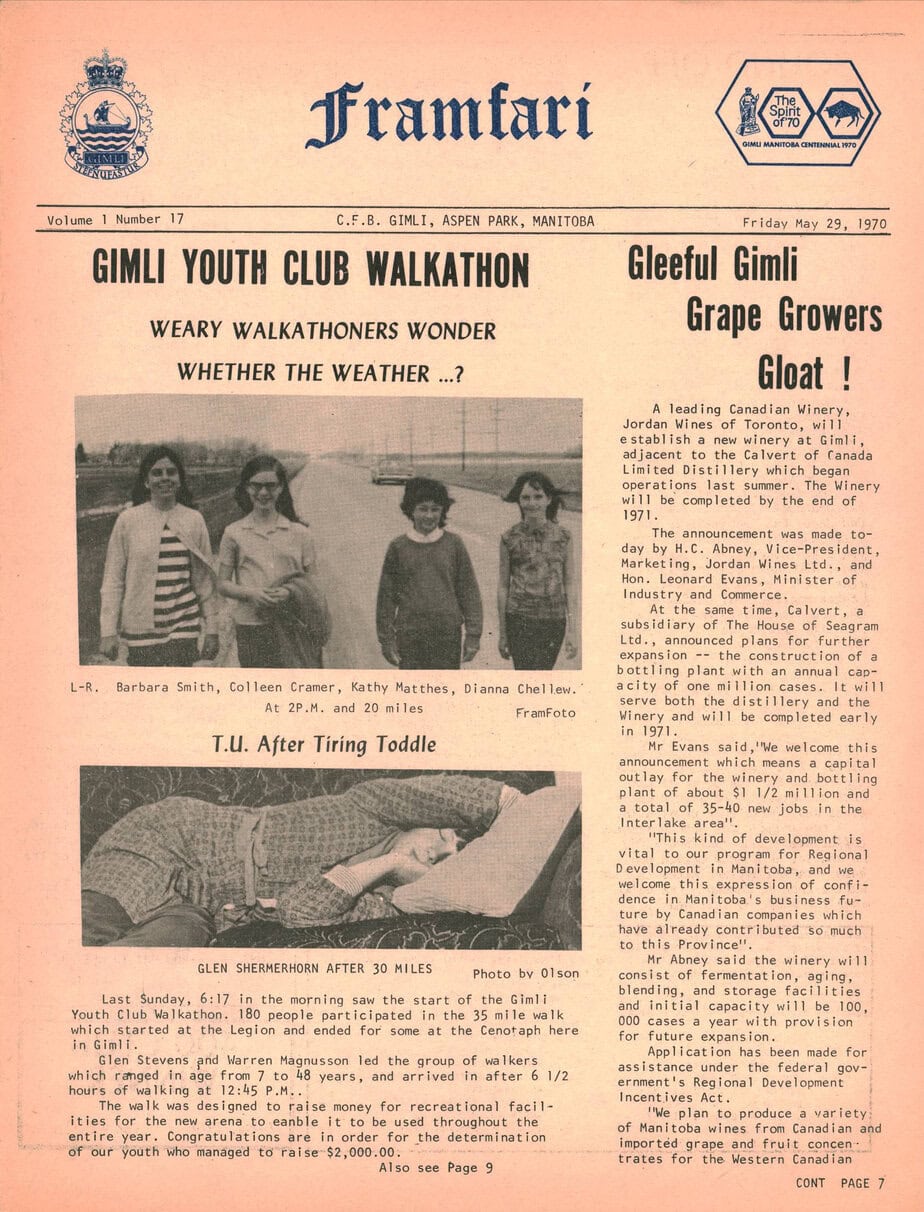 GIMLI
STEFNUFASTUR
Framfari
The
Spirit
of '70
GIMLI MANITOBA CENTENNIAL 1970
Volume 1 Number 17
C.F.B. GIMLI, ASPEN PARK, MANITOBA
Friday May 29, 1970
GIMLI YOUTH CLUB WALKATHON
WEARY WALKATHONERS WONDER
WHETHER THE WEATHER ...?
L-R. Barbara Smith, Colleen Cramer, Kathy Matthes, Dianna Chellew.
At 2P.M. and 20 miles
FramFoto
T.U. After Tiring Toddle
GLEN SHERMERHORN AFTER 30 MILES
Photo by Olson
Last Sunday, 6:17 in the morning saw the start of the Gimli
Youth Club Walkathon. 180 people participated in the 35 mile walk
which started at the Legion and ended for some at the Cenotaph here
in Gimli.
Glen Stevens and Warren Magnusson led the group of walkers
which ranged in age from 7 to 48 years, and arrived in after 6 1/2
hours of walking at 12:45 P.M..
The walk was designed to raise money for recreational facil-
ities for the new arena to eanble it to be used throughout the
entire year. Congratulations are in order for the determination
of our youth who managed to raise $2,000.00.
Also see Page 9
Gleeful Gimli
Grape Growers
Gloat !
A leading Canadian Winery,
Jordan Wines of Toronto, will
establish a new winery at Gimli,
adjacent to the Calvert of Canada
Limited Distillery which began
operations last summer. The Winery
will be completed by the end of
1971.
The announcement was made to-
day by H.C. Abney, Vice-President,
Marketing, Jordan Wines Ltd., and
Hon. Leonard Evans, Minister of
Industry and Commerce.
At the same time, Calvert, a
subsidiary of The House of Seagram
Ltd., announced plans for further
expansion -- the construction of a
bottling plant with an annual cap-
acity of one million cases. It will
serve both the distillery and the
Winery and will be completed early
in 1971.
Mr Evans said,"We welcome this
announcement which means a capital
outlay for the winery and bottling
plant of about $1 1/2 million and
a total of 35-40 new jobs in the
Interlake area".
"This kind of development is
vital to our program for Regional
Development in Manitoba, and we
welcome this expression of confi-
dence in Manitoba's business fu-
ture by Canadian companies which
have already contributed so much
to this Province".
Mr Abney said the winery will
consist of fermentation, aging,
blending, and storage facilities
and initial capacity will be 100,
000 cases a year with provision
for future expansion.
Application has been made for
assistance under the federal gov-
ernment's Regional Development
Incentives Act.
"We plan to produce a variety
of Manitoba wines from Canadian and
imported grape and fruit concen-
trates for the Western Canadian
CONT PAGE 7